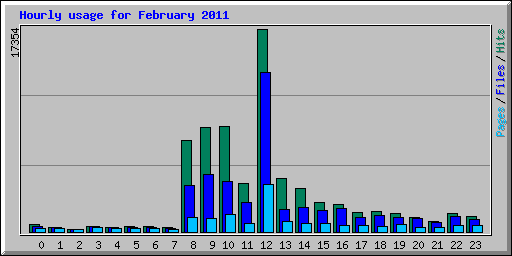 Hourly usage for February 2011
17354
Pages / Files / Hits
0 1 2 3 4 5 6 7 8 9 10 11 12 13 14 15 16 17 18 19 20 21 22 23